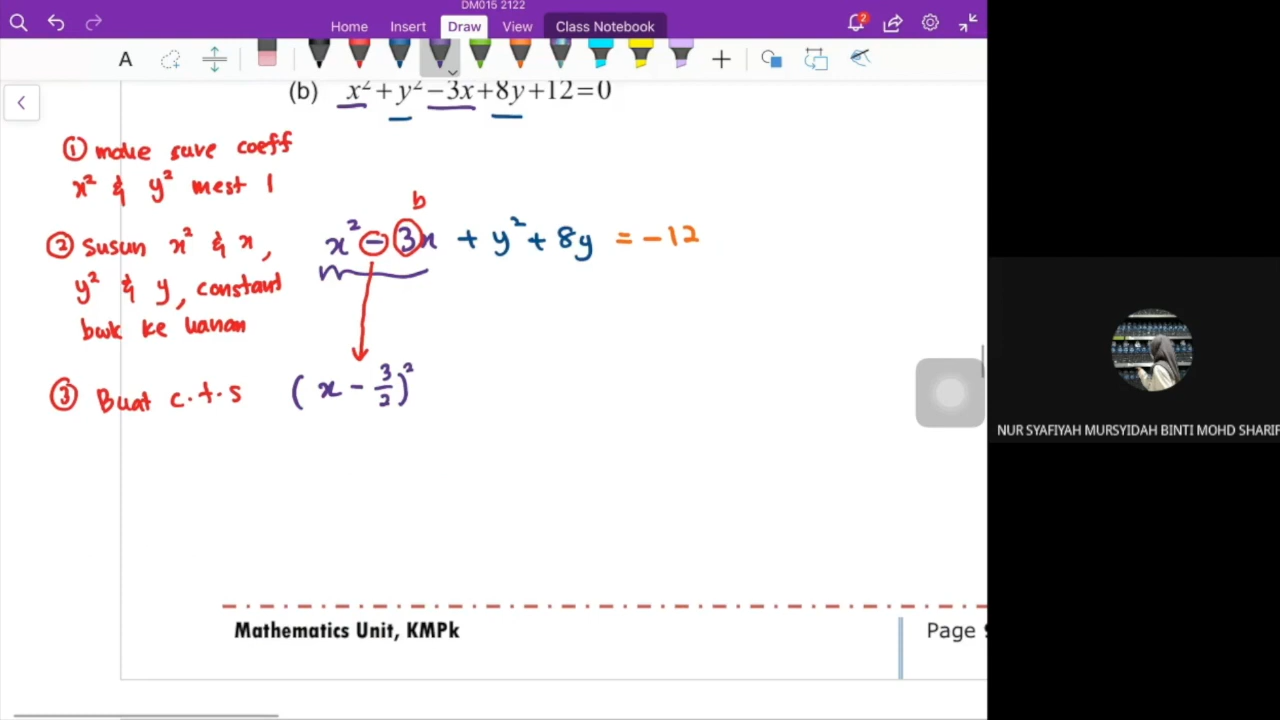 DM015 2122
Home Insert Draw View Class Notebook
2
A
(b) x² + y² − 3x + 8y + 12 = 0
① make sure coeff
x² & y² mest 1
② Susun x² & x,
y² & y, constant
bwk ke kanan
b
x² − 3x + y² + 8y = −12
③ Buat c.t.s (x − 3/2)²
Mathematics Unit, KMPk
Page
NUR SYAFIYAH MURSYIDAH BINTI MOHD SHARIF